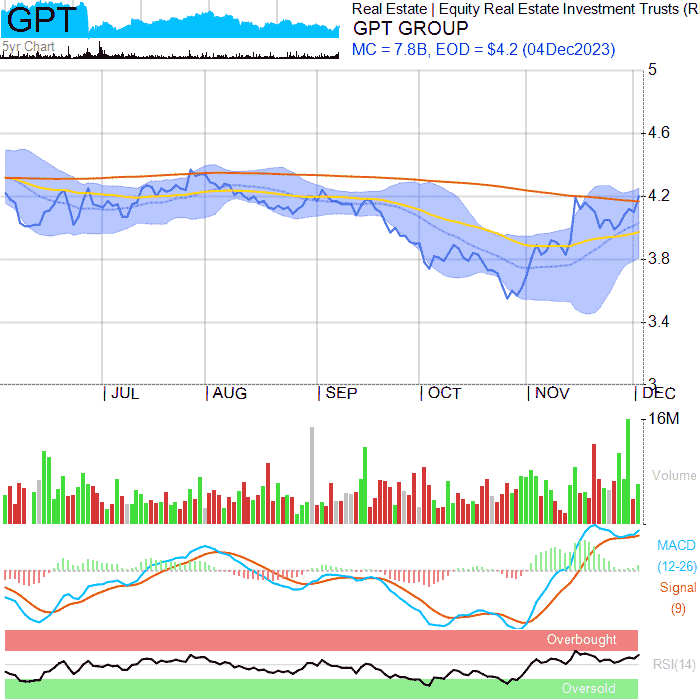 GPT
5yr Chart
Real Estate | Equity Real Estate Investment Trusts (R
GPT GROUP
MC = 7.8B, EOD = $4.2 (04Dec2023)
5
4.6
4.2
3.8
3.4
3
| JUL | AUG | SEP | OCT | NOV | DEC
16M
Volume
MACD
(12-26)
Signal
(9)
Overbought
RSI(14)
Oversold